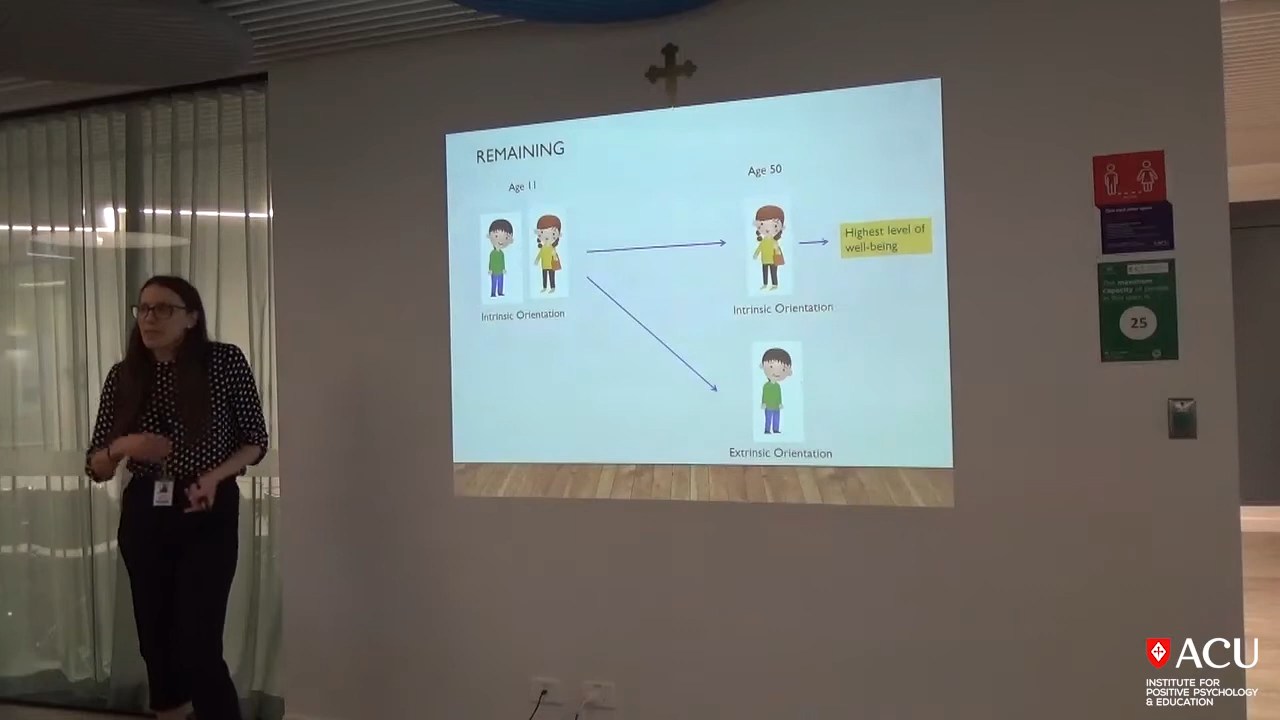 REMAINING
Age 11
Age 50
Highest level of
well-being
Intrinsic Orientation
Intrinsic Orientation
Extrinsic Orientation
25
ACU
INSTITUTE FOR
POSITIVE PSYCHOLOGY
& EDUCATION